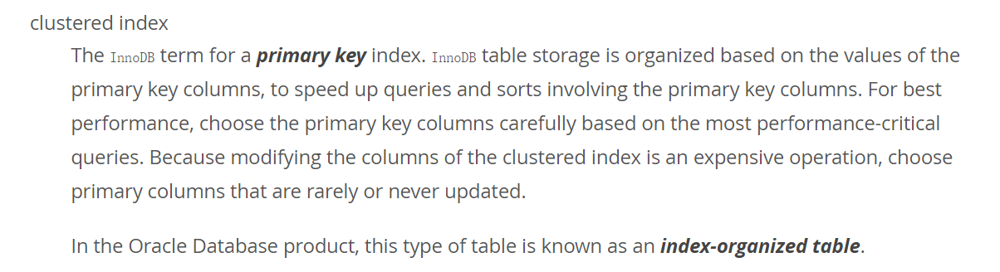 clustered index
The InnoDB term for a primary key index. InnoDB table storage is organized based on the values of the
primary key columns, to speed up queries and sorts involving the primary key columns. For best
performance, choose the primary key columns carefully based on the most performance-critical
queries. Because modifying the columns of the clustered index is an expensive operation, choose
primary columns that are rarely or never updated.
In the Oracle Database product, this type of table is known as an index-organized table.